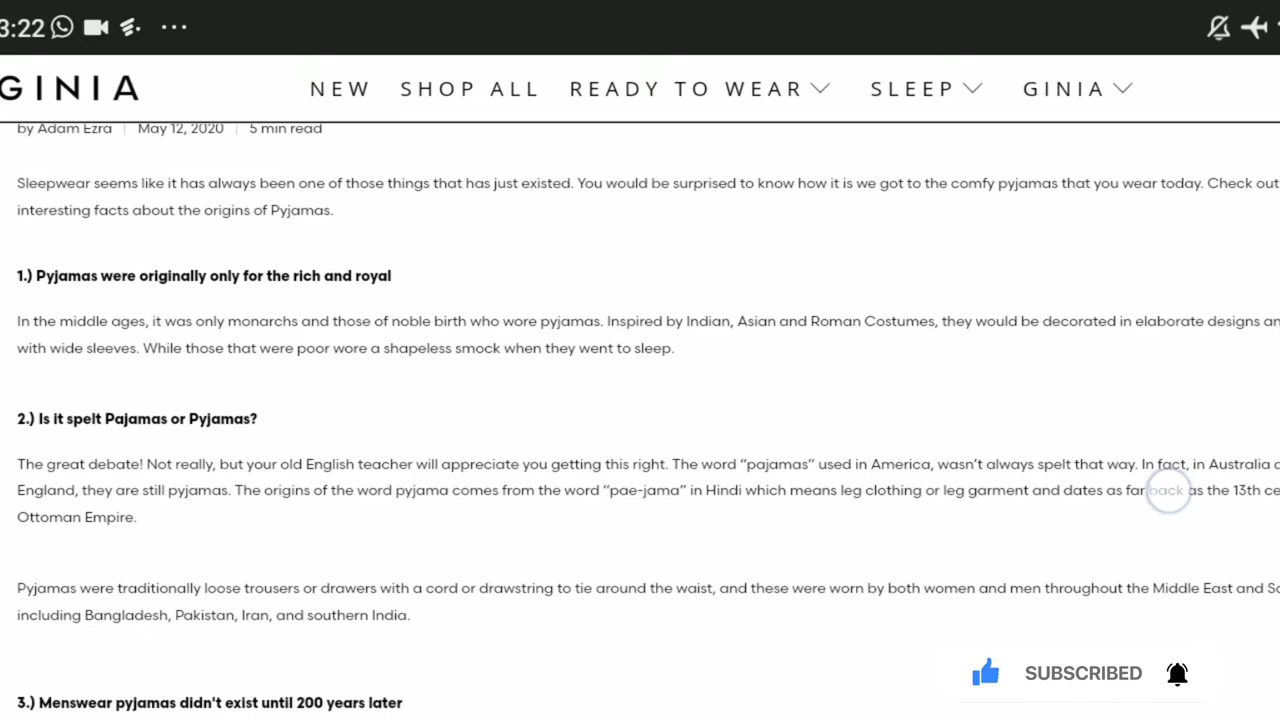 3:22
GINIA NEW SHOP ALL READY TO WEAR SLEEP GINIA
by Adam Ezra | May 12, 2020 | 5 min read
Sleepwear seems like it has always been one of those things that has just existed. You would be surprised to know how it is we got to the comfy pyjamas that you wear today. Check out
interesting facts about the origins of Pyjamas.
1.) Pyjamas were originally only for the rich and royal
In the middle ages, it was only monarchs and those of noble birth who wore pyjamas. Inspired by Indian, Asian and Roman Costumes, they would be decorated in elaborate designs
with wide sleeves. While those that were poor wore a shapeless smock when they went to sleep.
2.) Is it spelt Pajamas or Pyjamas?
The great debate! Not really, but your old English teacher will appreciate you getting this right. The word “pajamas” used in America, wasn’t always spelt that way. In fact, in Australia
England, they are still pyjamas. The origins of the word pyjama comes from the word “pae-jama” in Hindi which means leg clothing or leg garment and dates as far back as the 13th
Ottoman Empire.
Pyjamas were traditionally loose trousers or drawers with a cord or drawstring to tie around the waist, and these were worn by both women and men throughout the Middle East and
including Bangladesh, Pakistan, Iran, and southern India.
SUBSCRIBED
3.) Menswear pyjamas didn't exist until 200 years later